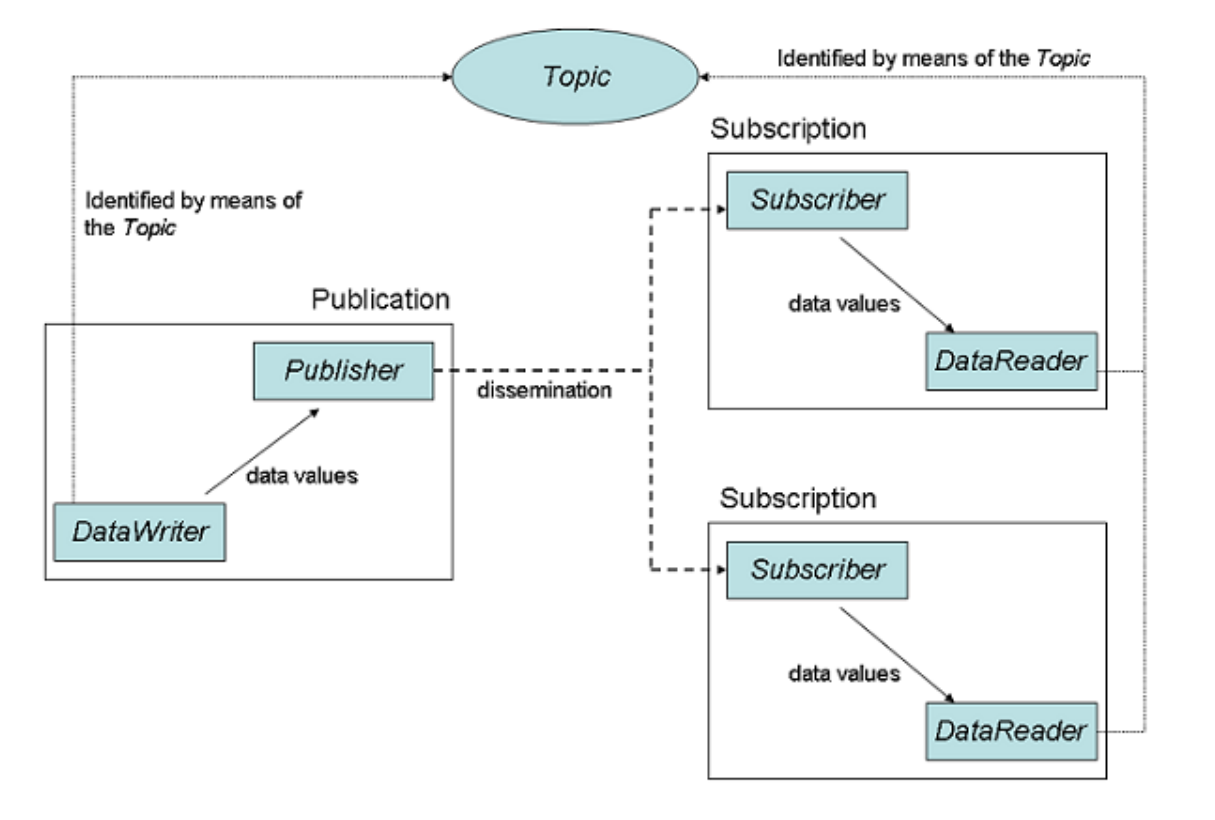 Topic
Identified by means of the Topic
Subscription
Subscriber
data values
DataReader
Identified by means of
the Topic
Publication
Publisher
dissemination
data values
DataWriter
Subscription
Subscriber
data values
DataReader